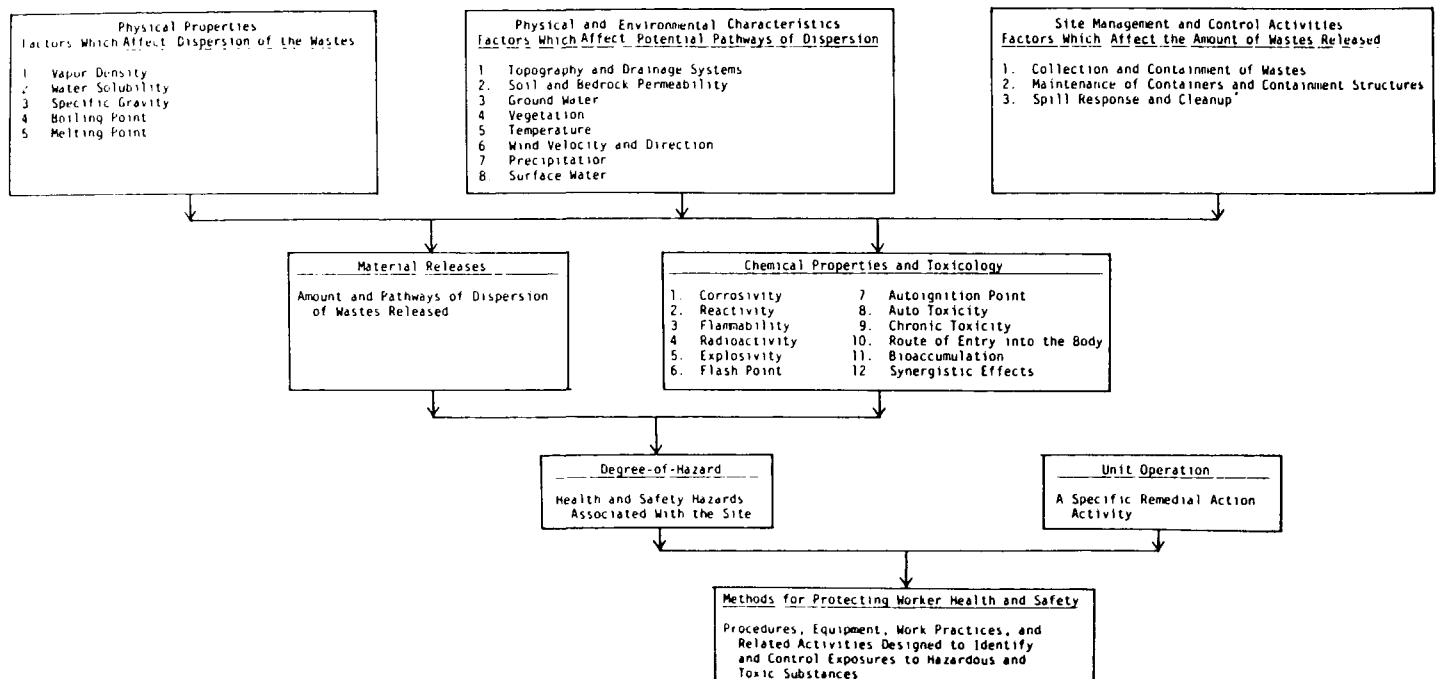 Physical Properties
Factors Which Affect Dispersion of the Wastes
1 Vapor Density
2 Water Solubility
3 Specific Gravity
4 Boiling Point
5 Melting Point
Physical and Environmental Characteristics
Factors Which Affect Potential Pathways of Dispersion
1 Topography and Drainage Systems
2. Soil and Bedrock Permeability
3 Ground Water
4 Vegetation
5 Temperature
6 Wind Velocity and Direction
7 Precipitation
8. Surface Water
Site Management and Control Activities
Factors Which Affect the Amount of Wastes Released
1. Collection and Containment of Wastes
2. Maintenance of Containers and Containment Structures
3. Spill Response and Cleanup
Material Releases
Amount and Pathways of Dispersion
of Wastes Released
Chemical Properties and Toxicology
1. Corrosivity
2. Reactivity
3 Flammability
4 Radioactivity
5. Explosivity
6. Flash Point
7 Autoignition Point
8. Auto Toxicity
9. Chronic Toxicity
10. Route of Entry into the Body
11. Bioaccumulation
12 Synergistic Effects
Degree-of-Hazard
Health and Safety Hazards
Associated With the Site
Unit Operation
A Specific Remedial Action
Activity
Methods for Protecting Worker Health and Safety
Procedures, Equipment, Work Practices, and
Related Activities Designed to Identify
and Control Exposures to Hazardous and
Toxic Substances